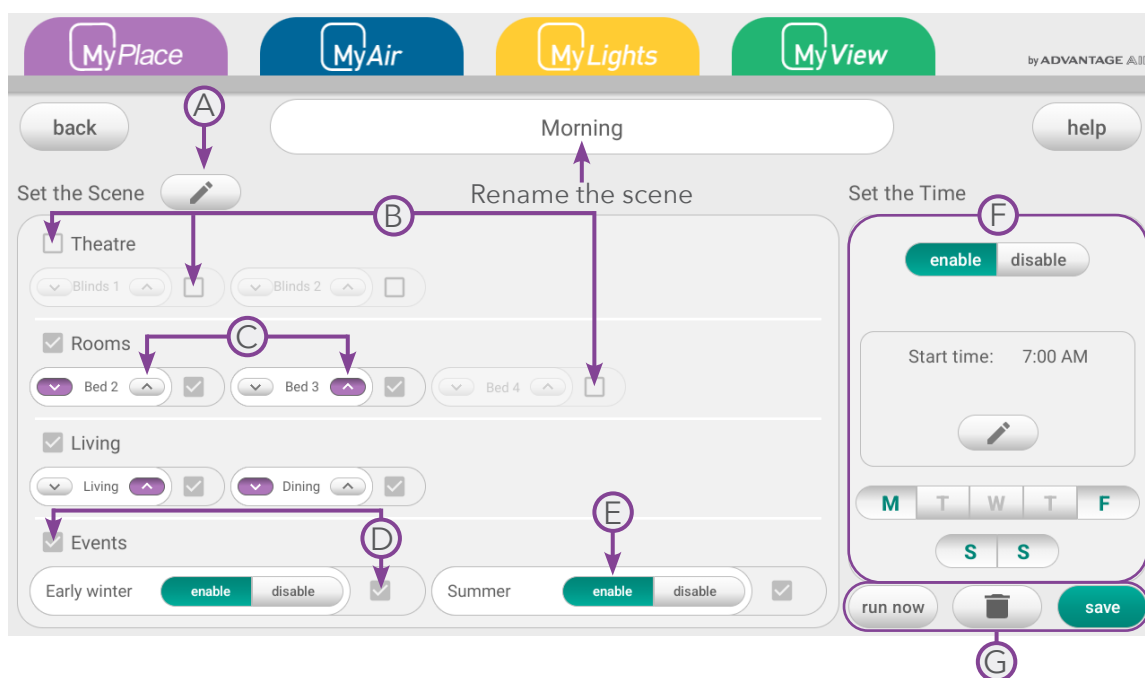 MyPlace MyAir MyLights MyView by ADVANTAGE AIR
A
back Morning help
Set the Scene Rename the scene Set the Time
B F
Theatre enable disable
Blinds 1 Blinds 2
Rooms C
Start time: 7:00 AM
Bed 2 Bed 3 Bed 4
Living
Living Dining
M T W T F
E
Events D
S S
Early winter enable disable Summer enable disable
run now save
G